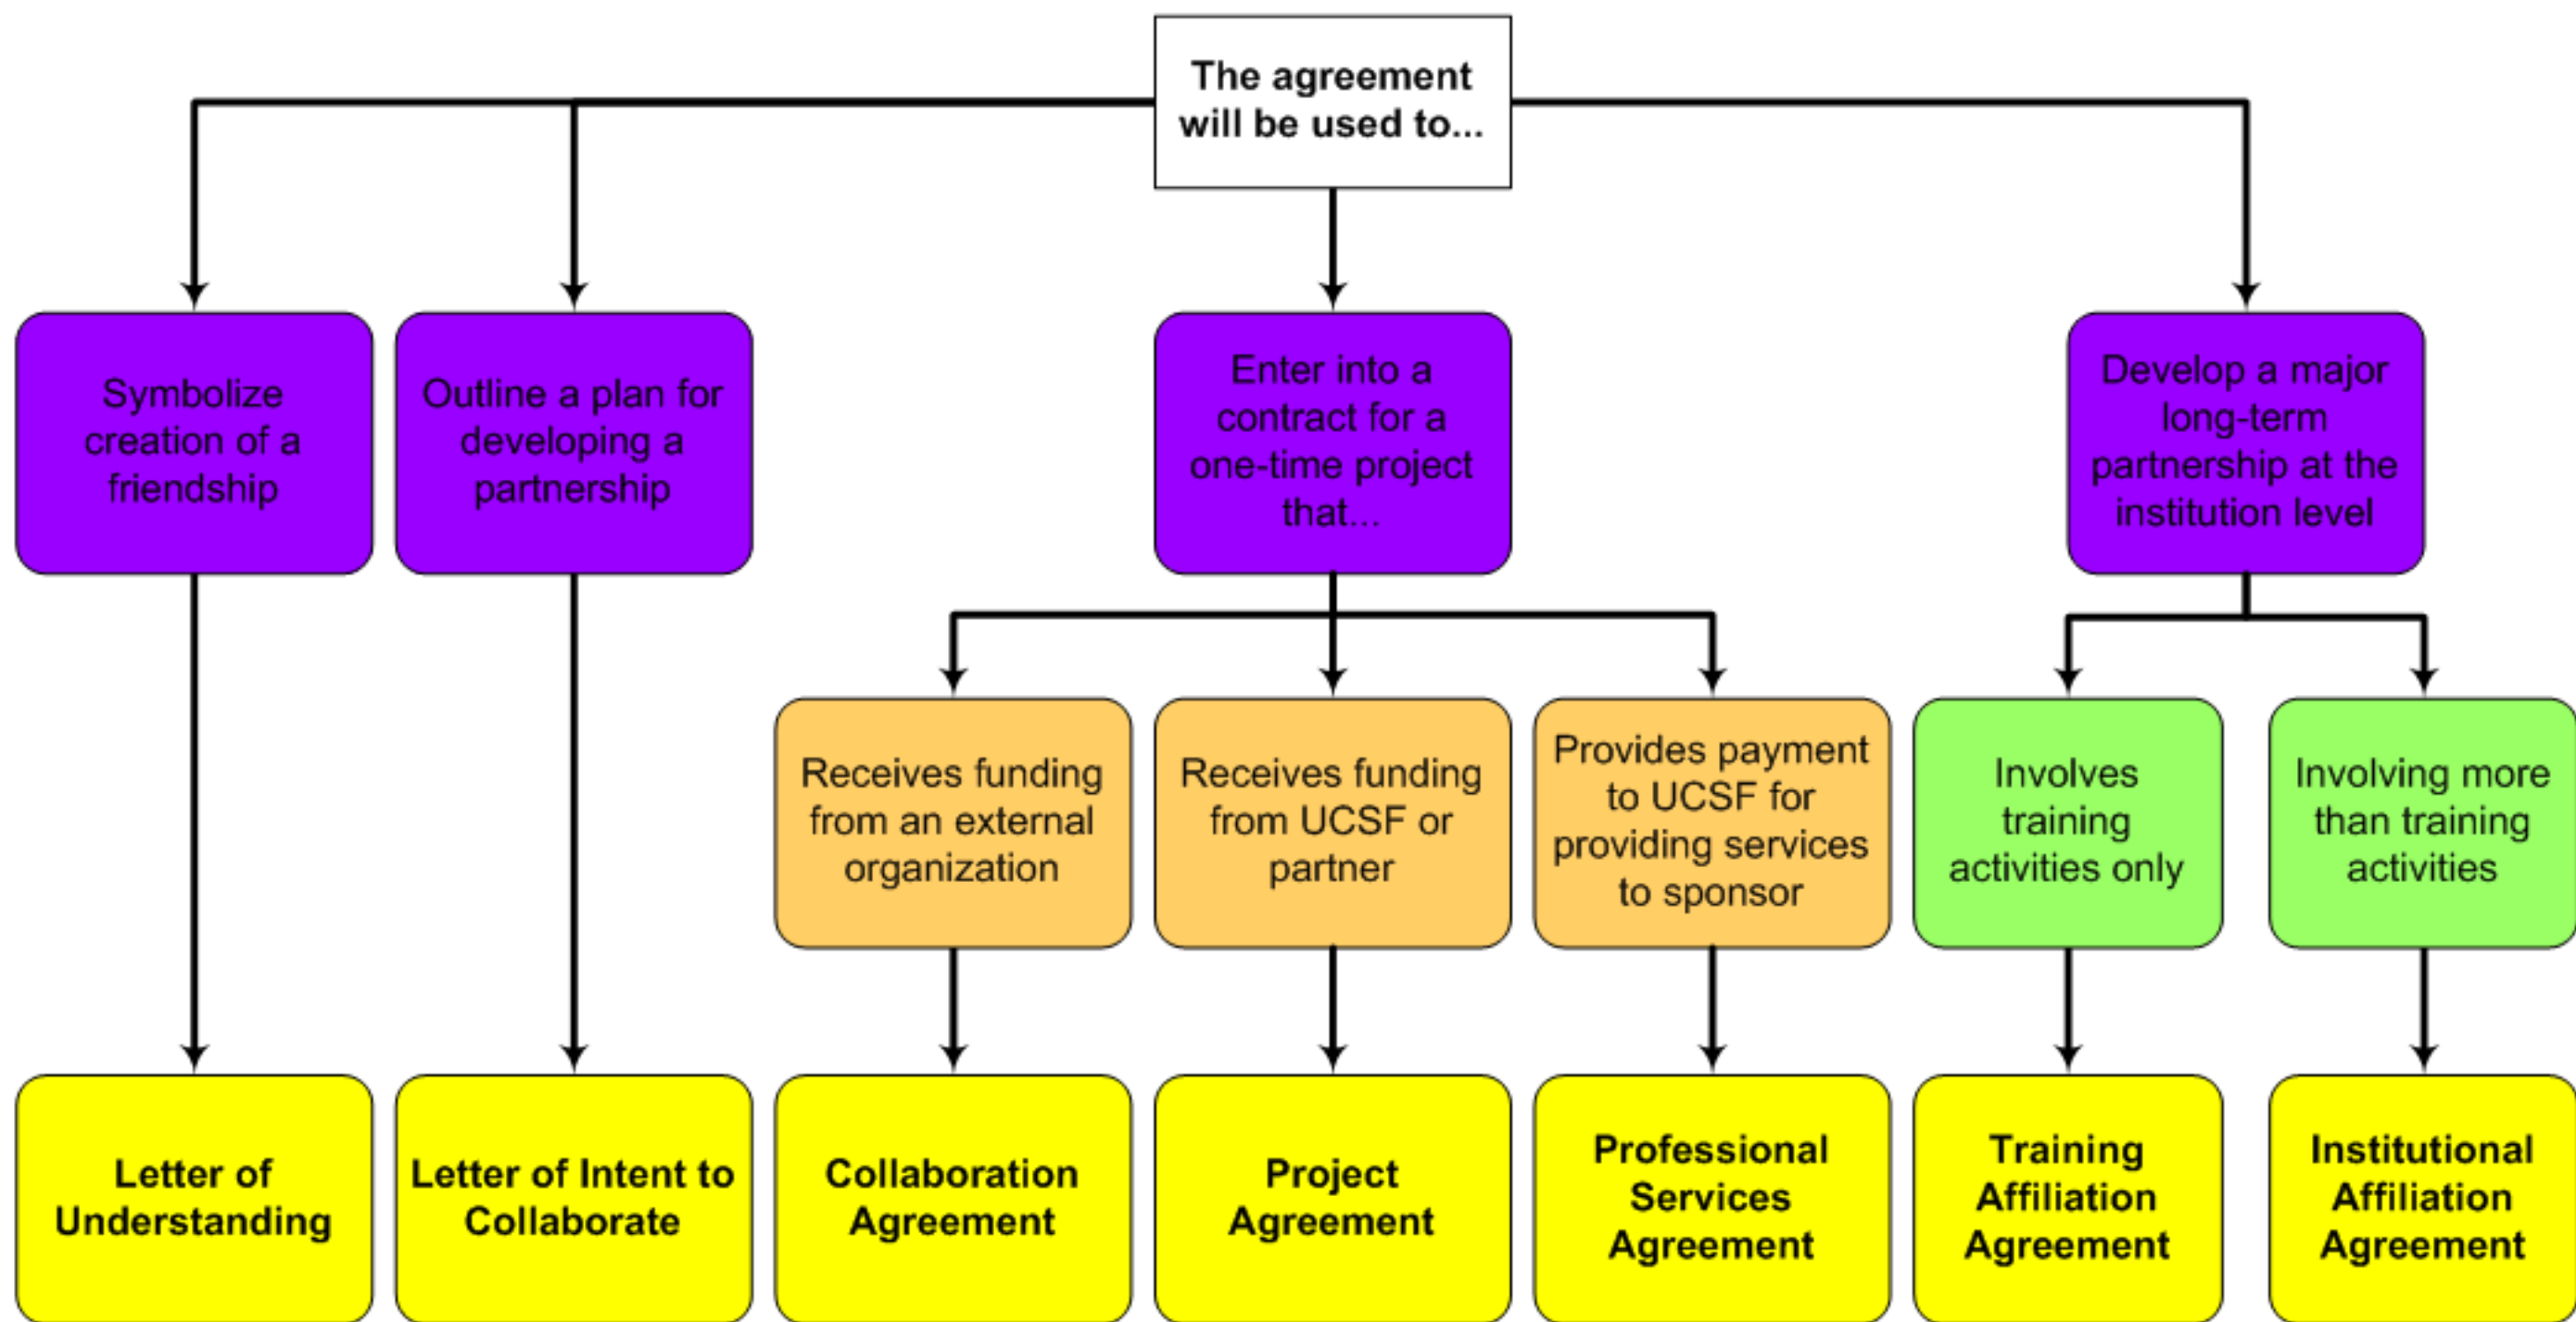 The agreement
will be used to...
Symbolize
creation of a
friendship
Outline a plan for
developing a
partnership
Enter into a
contract for a
one-time project
that...
Develop a major
long-term
partnership at the
institution level
Receives funding
from an external
organization
Receives funding
from UCSF or
partner
Provides payment
to UCSF for
providing services
to sponsor
Involves
training
activities only
Involving more
than training
activities
Letter of
Understanding
Letter of Intent to
Collaborate
Collaboration
Agreement
Project
Agreement
Professional
Services
Agreement
Training
Affiliation
Agreement
Institutional
Affiliation
Agreement